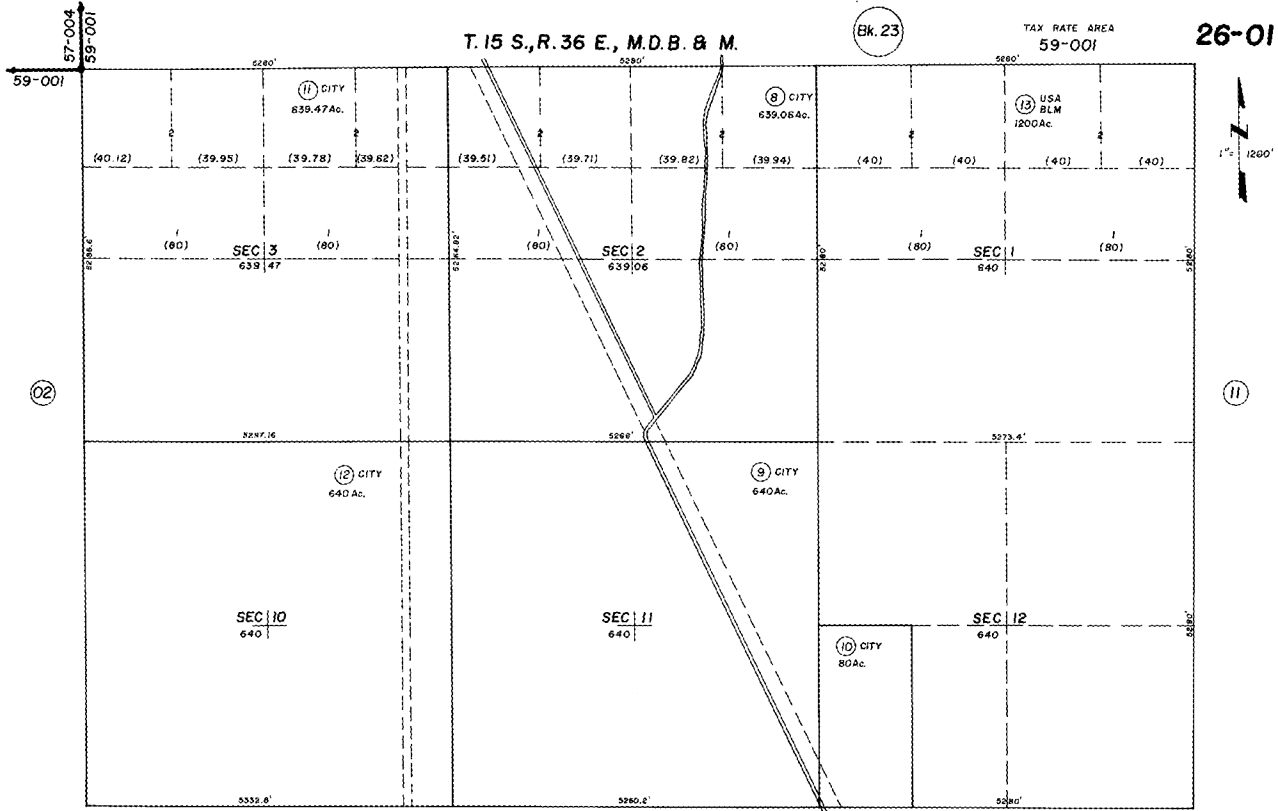 57-004
59-001
59-001
T. 15 S., R. 36 E., M.D.B. & M.
Bk. 23
TAX RATE AREA
59-001
26-01
5280'
5280'
5280'
11 CITY
639.47Ac.
8 CITY
639.06Ac.
13 USA
BLM
1200Ac.
N
1"= 1260'
2
2
2
2
2
2
(40.12)
(39.95)
(39.78)
(39.62)
(39.51)
(39.71)
(39.82)
(39.94)
(40)
(40)
(40)
(40)
1
(80)
1
(80)
1
(80)
1
(80)
1
(80)
1
(80)
SEC 3
639.47
SEC 2
639.06
SEC 1
640
5280'
5280'
02
11
5297.16
5266'
5273.4'
12 CITY
640 Ac.
9 CITY
640Ac.
SEC 10
640
SEC 11
640
SEC 12
640
5280'
10 CITY
80Ac.
5332.8'
5260.2'
5280'